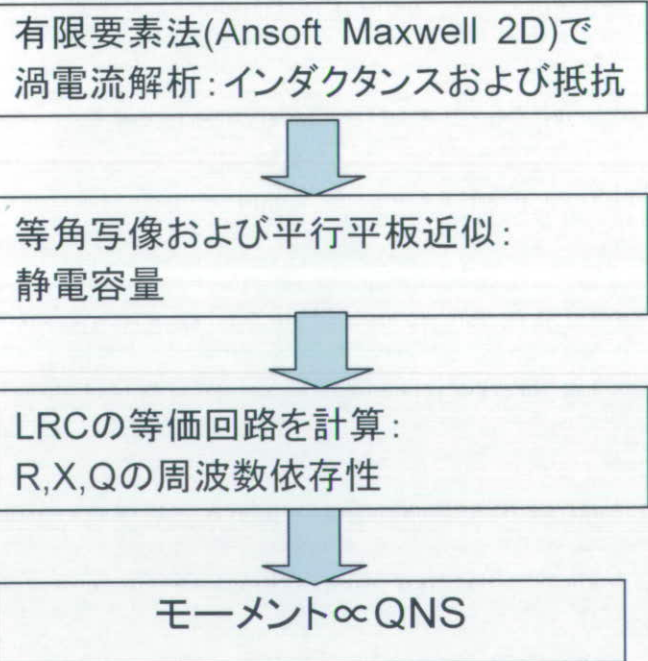 有限要素法(Ansoft Maxwell 2D)で
渦電流解析：インダクタンスおよび抵抗
等角写像および平行平板近似：
静電容量
LRCの等価回路を計算：
R,X,Qの周波数依存性
モーメント∝QNS